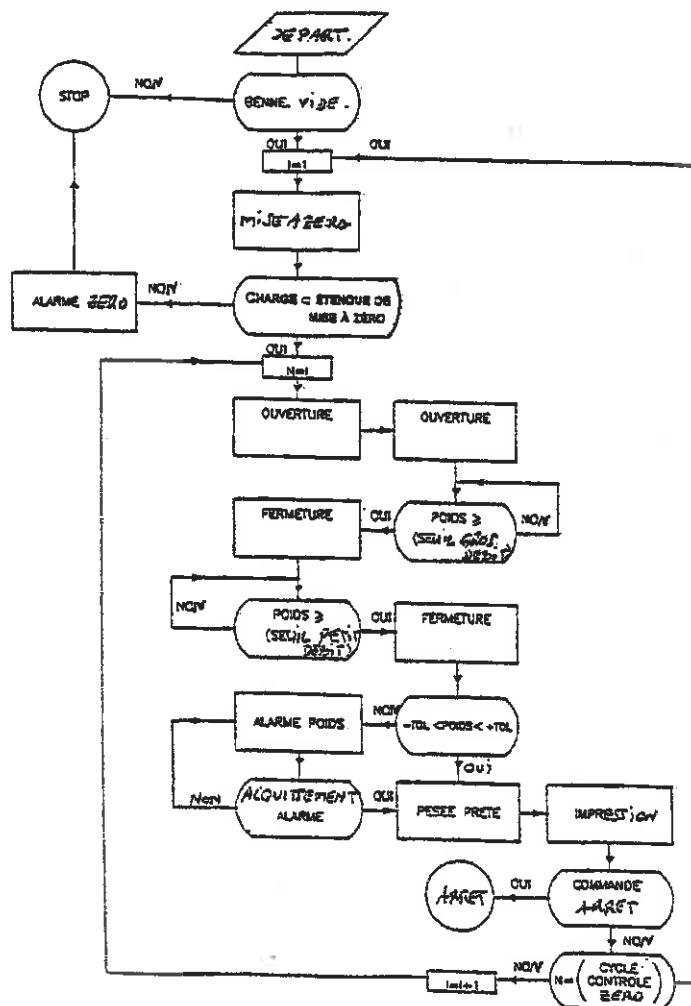 DEPART.
STOP
NON
BENNE VIDE.
OUI
OUI
I=1
MISE A ZERO
ALARME ZERO
NON
CHARGE ⊂ ÉTENDUE DE
MISE À ZÉRO
OUI
N=I
OUVERTURE
OUVERTURE
FERMETURE
OUI
POIDS ≥
(SEUIL GROS
DEBIT)
NON
NON
POIDS ≥
(SEUIL PETIT
DEBIT)
OUI
FERMETURE
ALARME POIDS
NON
-TOL <POIDS< +TOL
OUI
NON
ACQUITTEMENT
ALARME
OUI
PESEE PRETE
IMPRESSION
ARRET
OUI
COMMANDE
ARRET
NON
I=I+1
NON
N=(CYCLE
CONTROLE
ZERO)